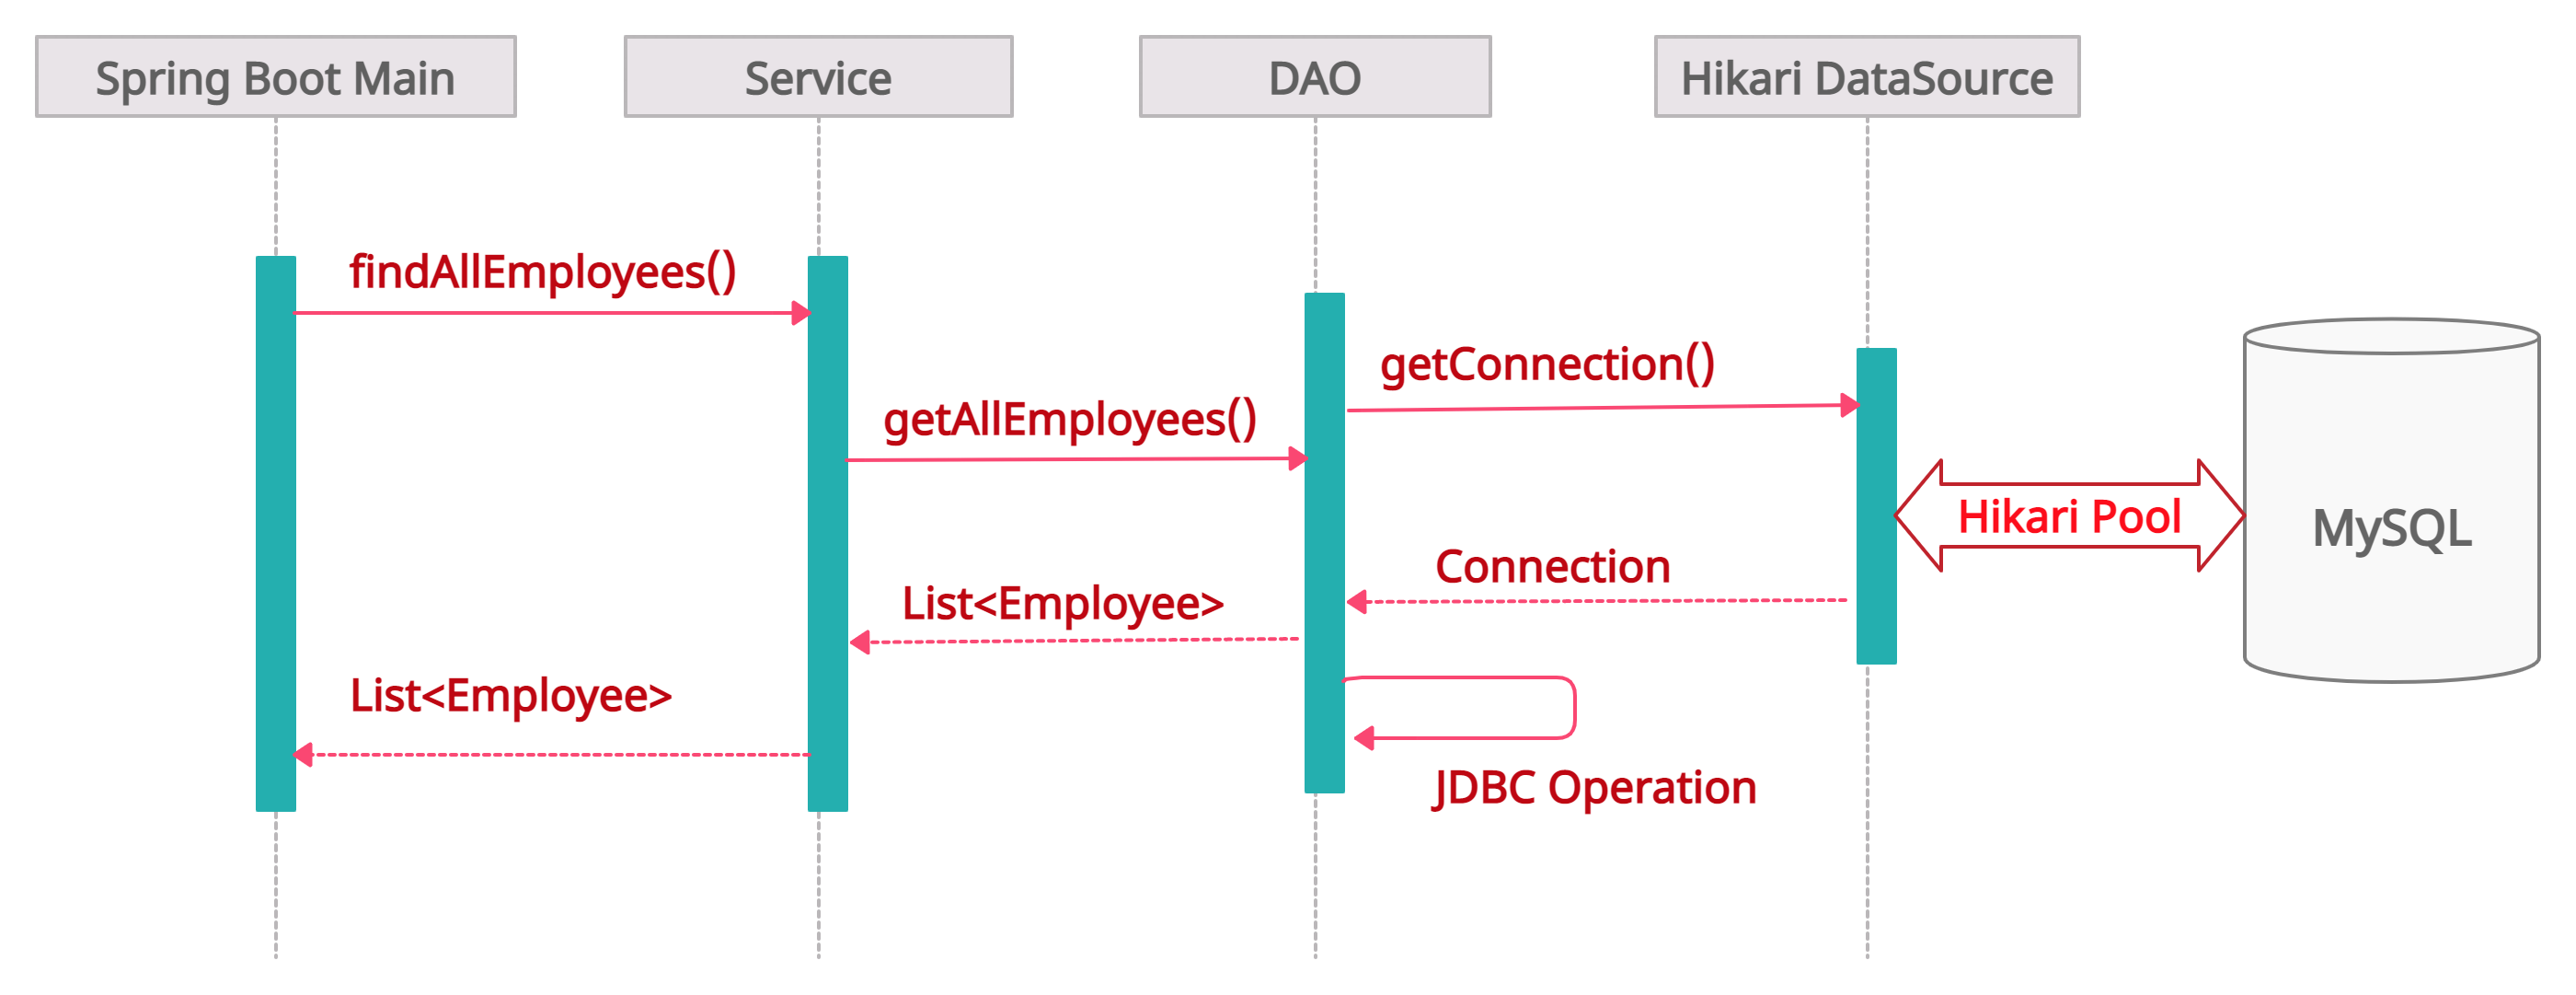 Spring Boot Main
Service
DAO
Hikari DataSource
findAllEmployees()
getConnection()
getAllEmployees()
Hikari Pool
MySQL
Connection
List<Employee>
List<Employee>
JDBC Operation